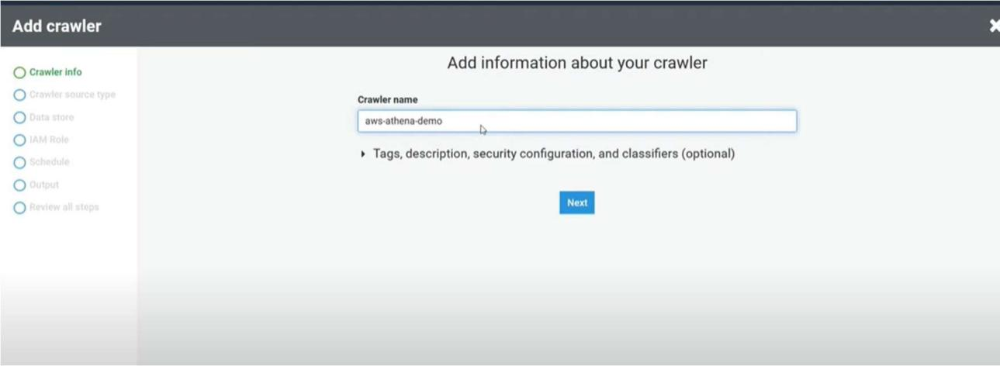 Add crawler
Crawler info
Crawler source type
Data store
IAM Role
Schedule
Output
Review all steps
Add information about your crawler
Crawler name
aws-athena-demo
Tags, description, security configuration, and classifiers (optional)
Next